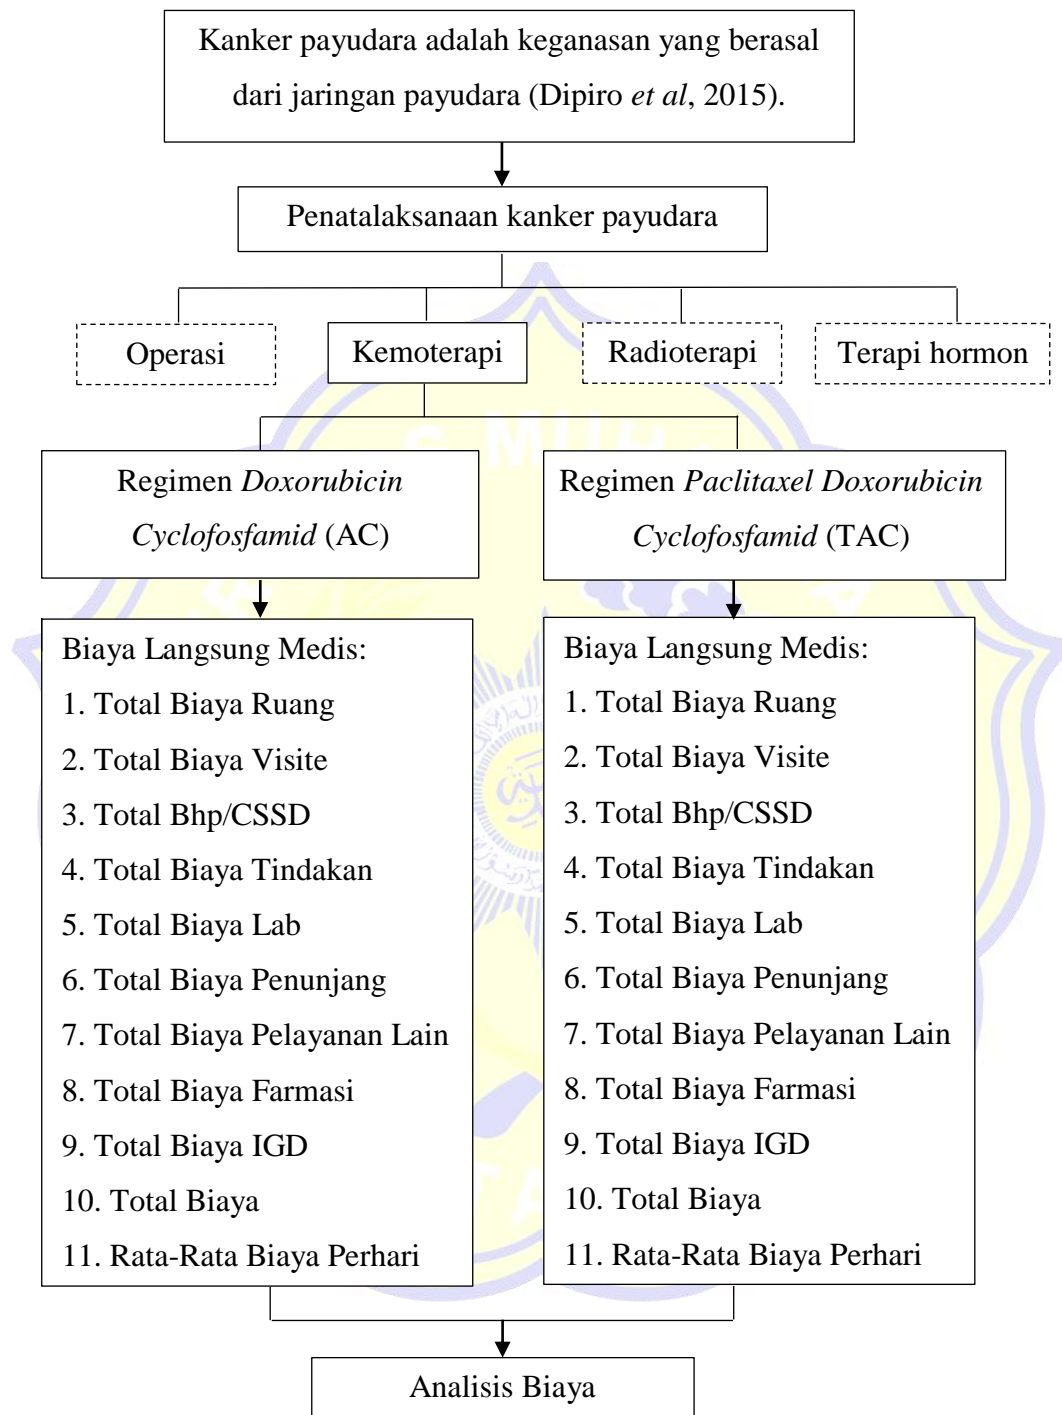 Kanker payudara adalah keganasan yang berasal
dari jaringan payudara (Dipiro et al, 2015).
Penatalaksanaan kanker payudara
Operasi
Kemoterapi
Radioterapi
Terapi hormon
Regimen Doxorubicin
Cyclofosfamid (AC)
Regimen Paclitaxel Doxorubicin
Cyclofosfamid (TAC)
Biaya Langsung Medis:
1. Total Biaya Ruang
2. Total Biaya Visite
3. Total Bhp/CSSD
4. Total Biaya Tindakan
5. Total Biaya Lab
6. Total Biaya Penunjang
7. Total Biaya Pelayanan Lain
8. Total Biaya Farmasi
9. Total Biaya IGD
10. Total Biaya
11. Rata-Rata Biaya Perhari
Biaya Langsung Medis:
1. Total Biaya Ruang
2. Total Biaya Visite
3. Total Bhp/CSSD
4. Total Biaya Tindakan
5. Total Biaya Lab
6. Total Biaya Penunjang
7. Total Biaya Pelayanan Lain
8. Total Biaya Farmasi
9. Total Biaya IGD
10. Total Biaya
11. Rata-Rata Biaya Perhari
Analisis Biaya